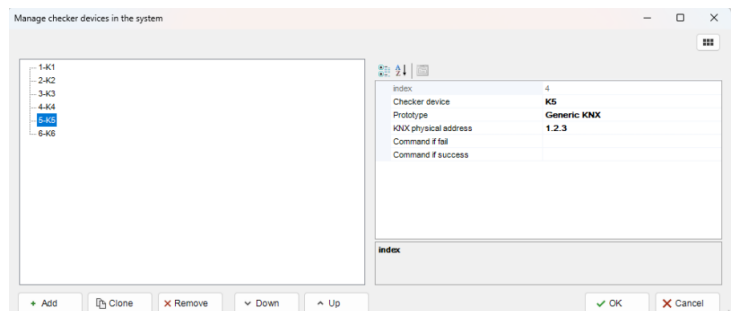 Manage checker devices in the system
1-K1
2-K2
3-K3
4-K4
5-K5
6-K6
index 4
Checker device K5
Prototype Generic KNX
KNX physical address 1.2.3
Command if fail
Command if success
index
Add Clone Remove Down Up OK Cancel